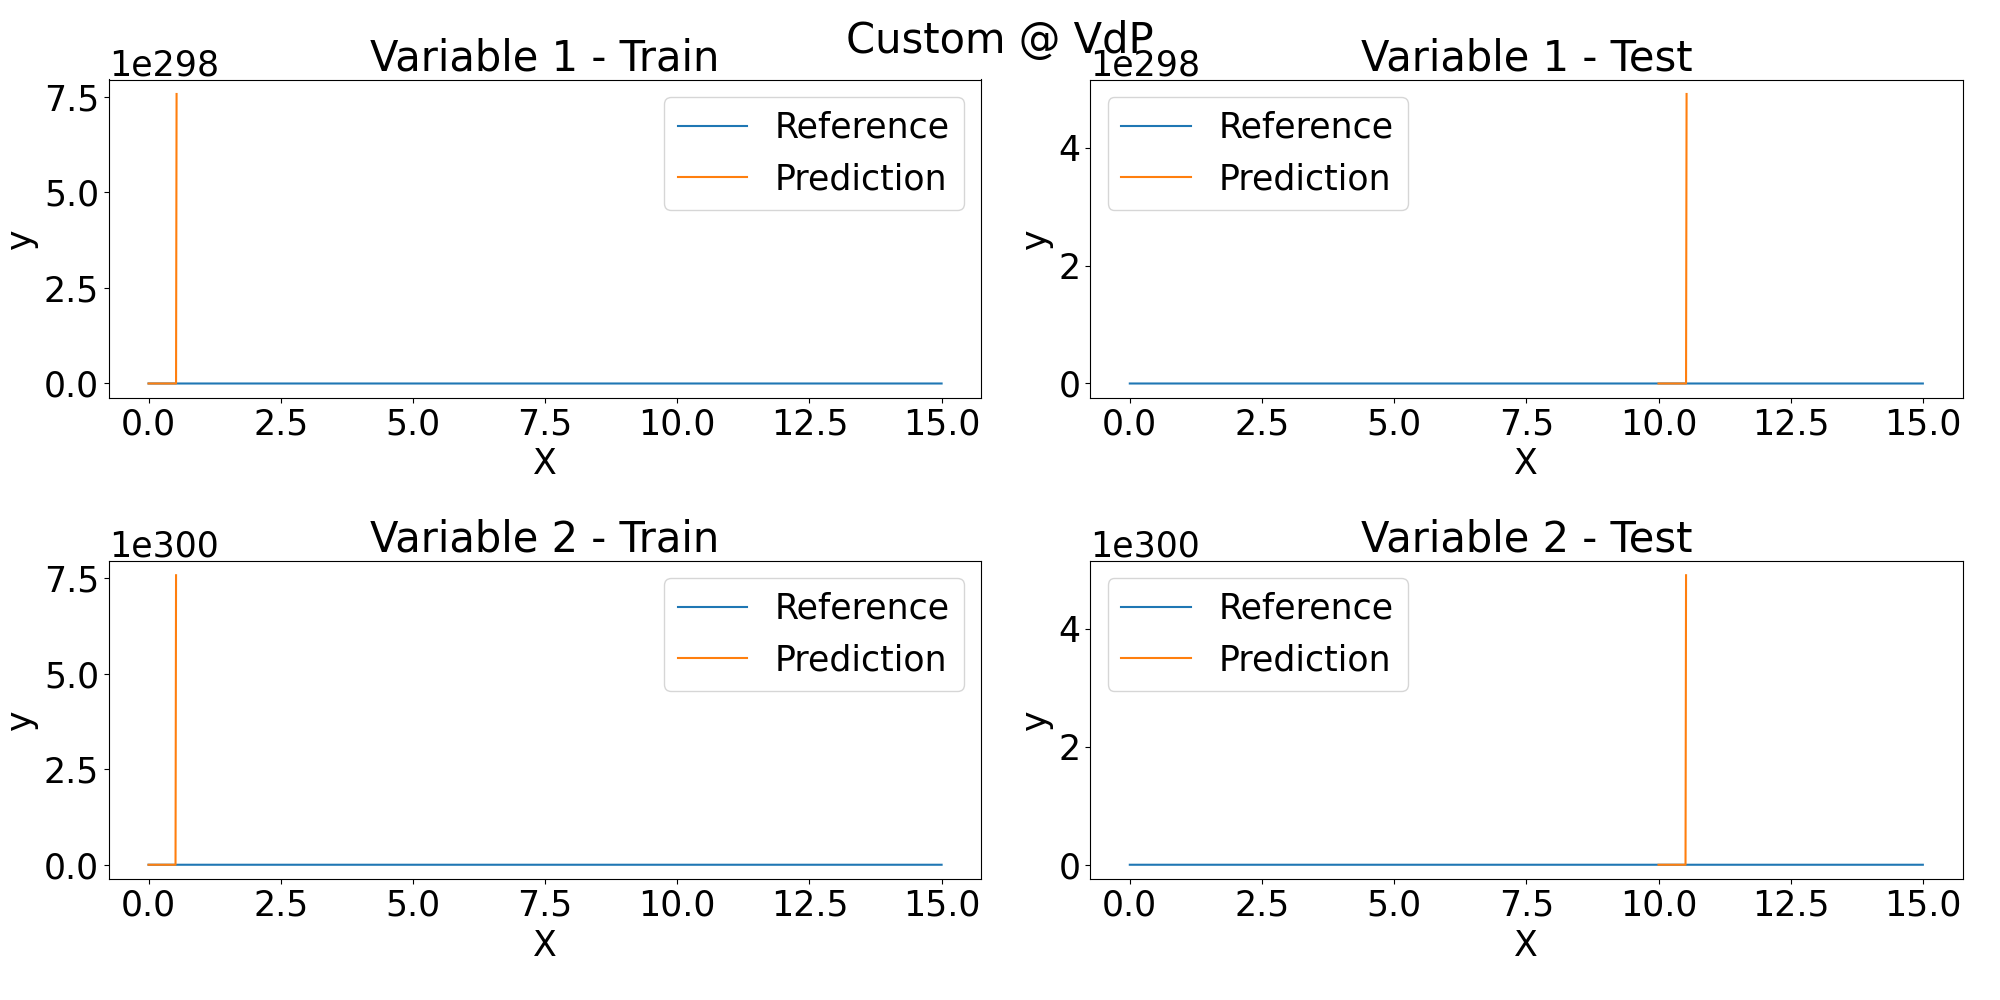 Custom @ VdP
Variable 1 - Train
1e298
7.5
5.0
2.5
0.0
y
Reference
Prediction
0.0 2.5 5.0 7.5 10.0 12.5 15.0
X
Variable 1 - Test
1e298
4
2
0
y
Reference
Prediction
0.0 2.5 5.0 7.5 10.0 12.5 15.0
X
Variable 2 - Train
1e300
7.5
5.0
2.5
0.0
y
Reference
Prediction
0.0 2.5 5.0 7.5 10.0 12.5 15.0
X
Variable 2 - Test
1e300
4
2
0
y
Reference
Prediction
0.0 2.5 5.0 7.5 10.0 12.5 15.0
X